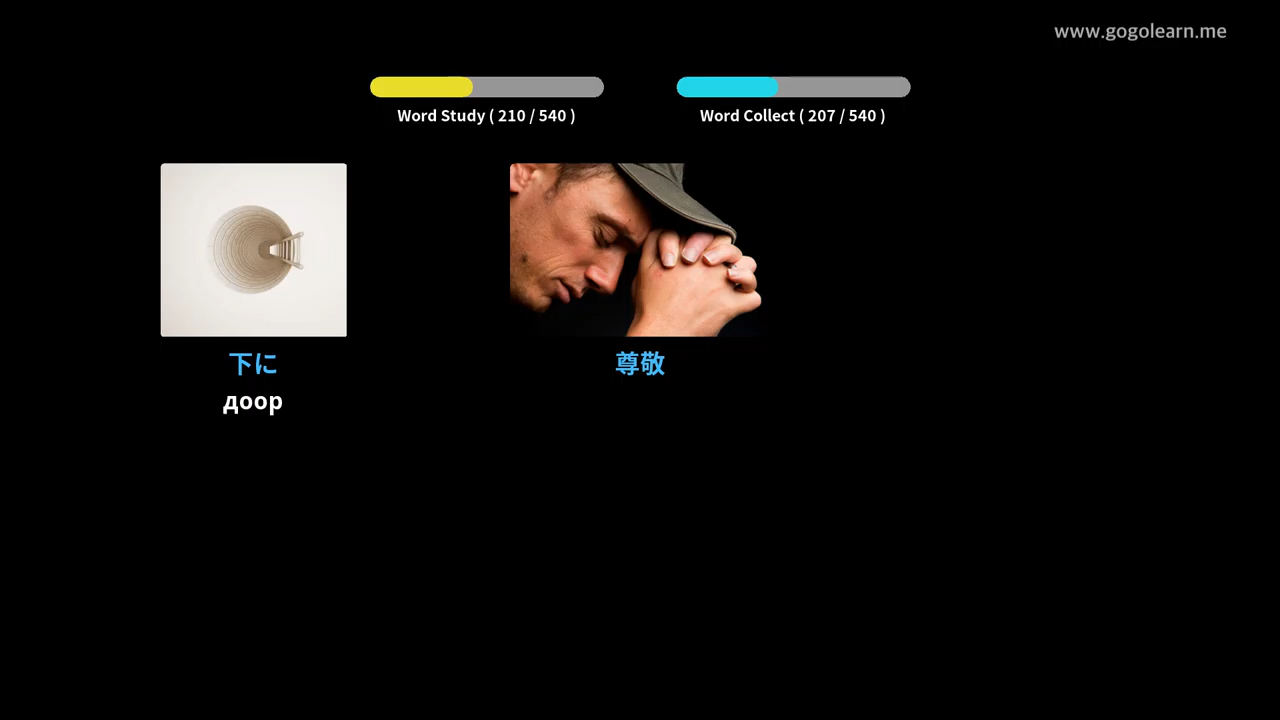 www.gogolearn.me
Word Study ( 210 / 540 )
Word Collect ( 207 / 540 )
下に
доор
尊敬